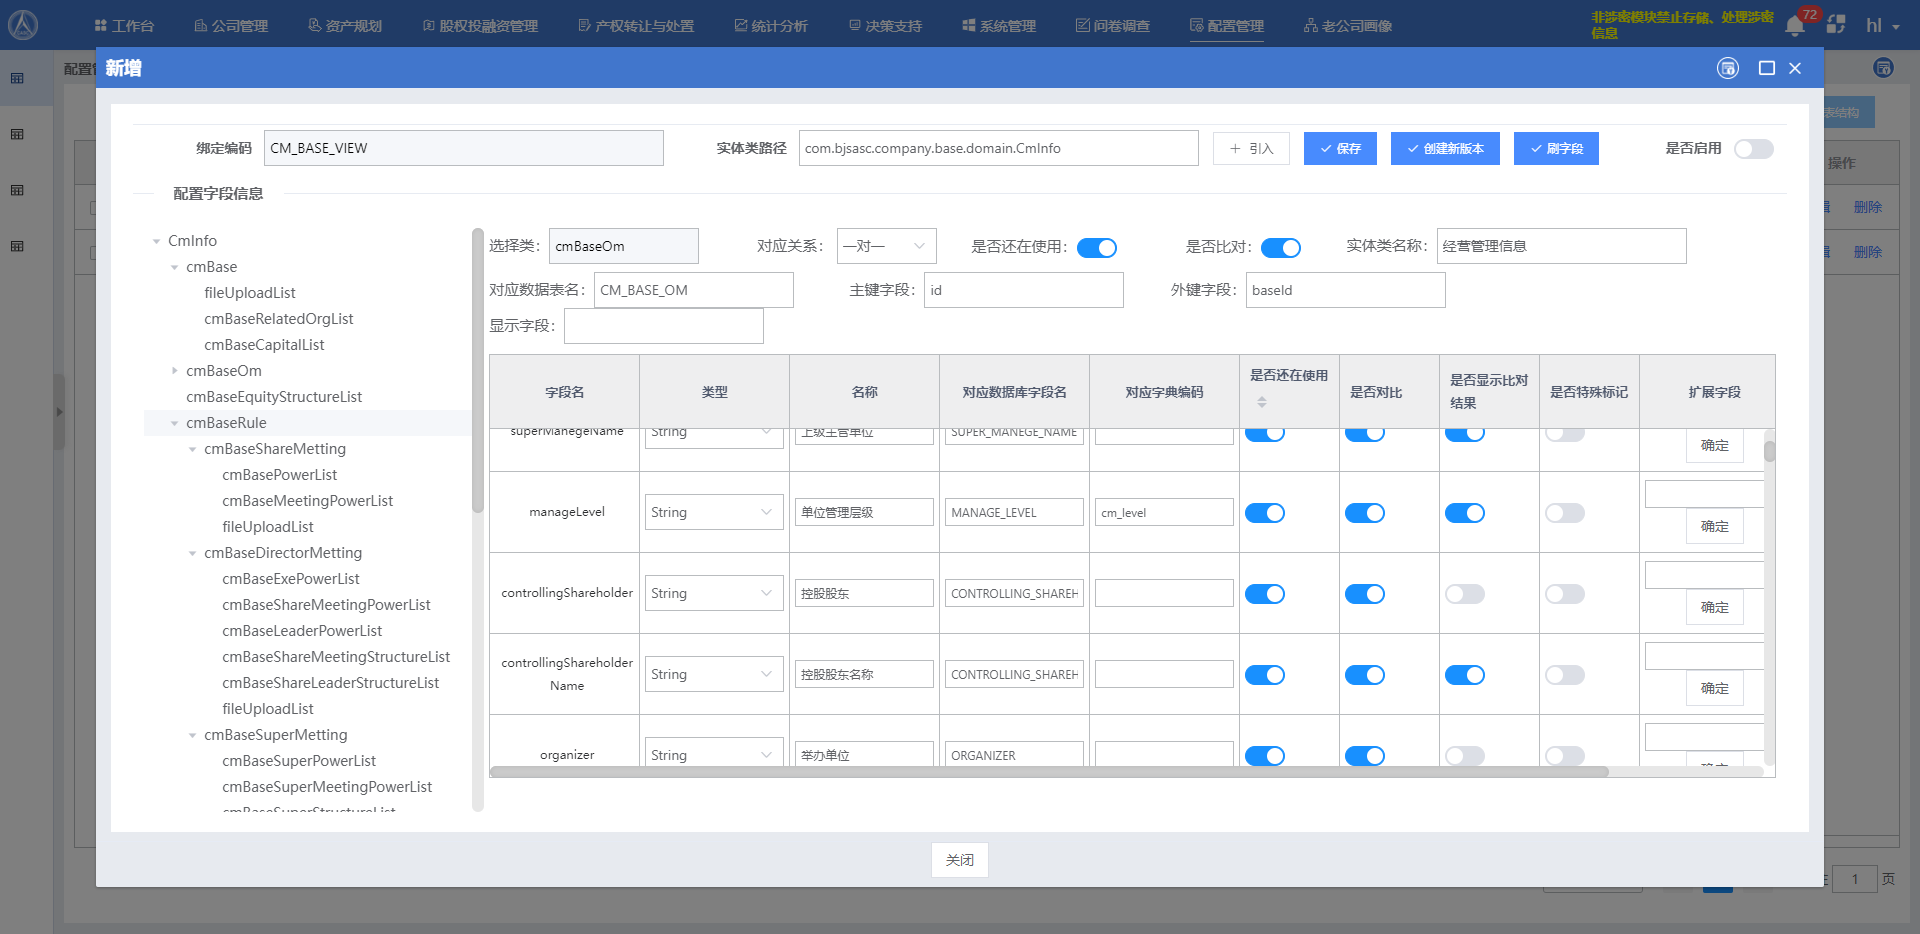 工作台
公司管理
资产规划
股权投融资管理
产权转让与处置
统计分析
决策支持
系统管理
问卷调查
配置管理
老公司画像
非涉密模块禁止存储、处理涉密
信息
72
hl
新增
绑定编码 CM_BASE_VIEW
实体类路径 com.bjsasc.company.base.domain.CmInfo
引入
保存
创建新版本
刷字段
是否启用
表结构
操作
删除
删除
配置字段信息
CmInfo
cmBase
fileUploadList
cmBaseRelatedOrgList
cmBaseCapitalList
cmBaseOm
cmBaseEquityStructureList
cmBaseRule
cmBaseShareMetting
cmBasePowerList
cmBaseMeetingPowerList
fileUploadList
cmBaseDirectorMetting
cmBaseExePowerList
cmBaseShareMeetingPowerList
cmBaseLeaderPowerList
cmBaseShareMeetingStructureList
cmBaseShareLeaderStructureList
fileUploadList
cmBaseSuperMetting
cmBaseSuperPowerList
cmBaseSuperMeetingPowerList
cmBaseSuperStructureList
选择类： cmBaseOm
对应关系： 一对一
是否还在使用：
是否比对：
实体类名称： 经营管理信息
对应数据表名： CM_BASE_OM
主键字段： id
外键字段： baseId
显示字段：
字段名 类型 名称 对应数据库字段名 对应字典编码 是否还在使用 是否对比 是否显示比对结果 是否特殊标记 扩展字段
superManegeName String 上级主管单位 SUPER_MANEGE_NAME 确定
manageLevel String 单位管理层级 MANAGE_LEVEL cm_level 确定
controllingShareholder String 控股股东 CONTROLLING_SHAREH 确定
controllingShareholder
Name String 控股股东名称 CONTROLLING_SHAREH 确定
organizer String 举办单位 ORGANIZER 确定
关闭
1 页